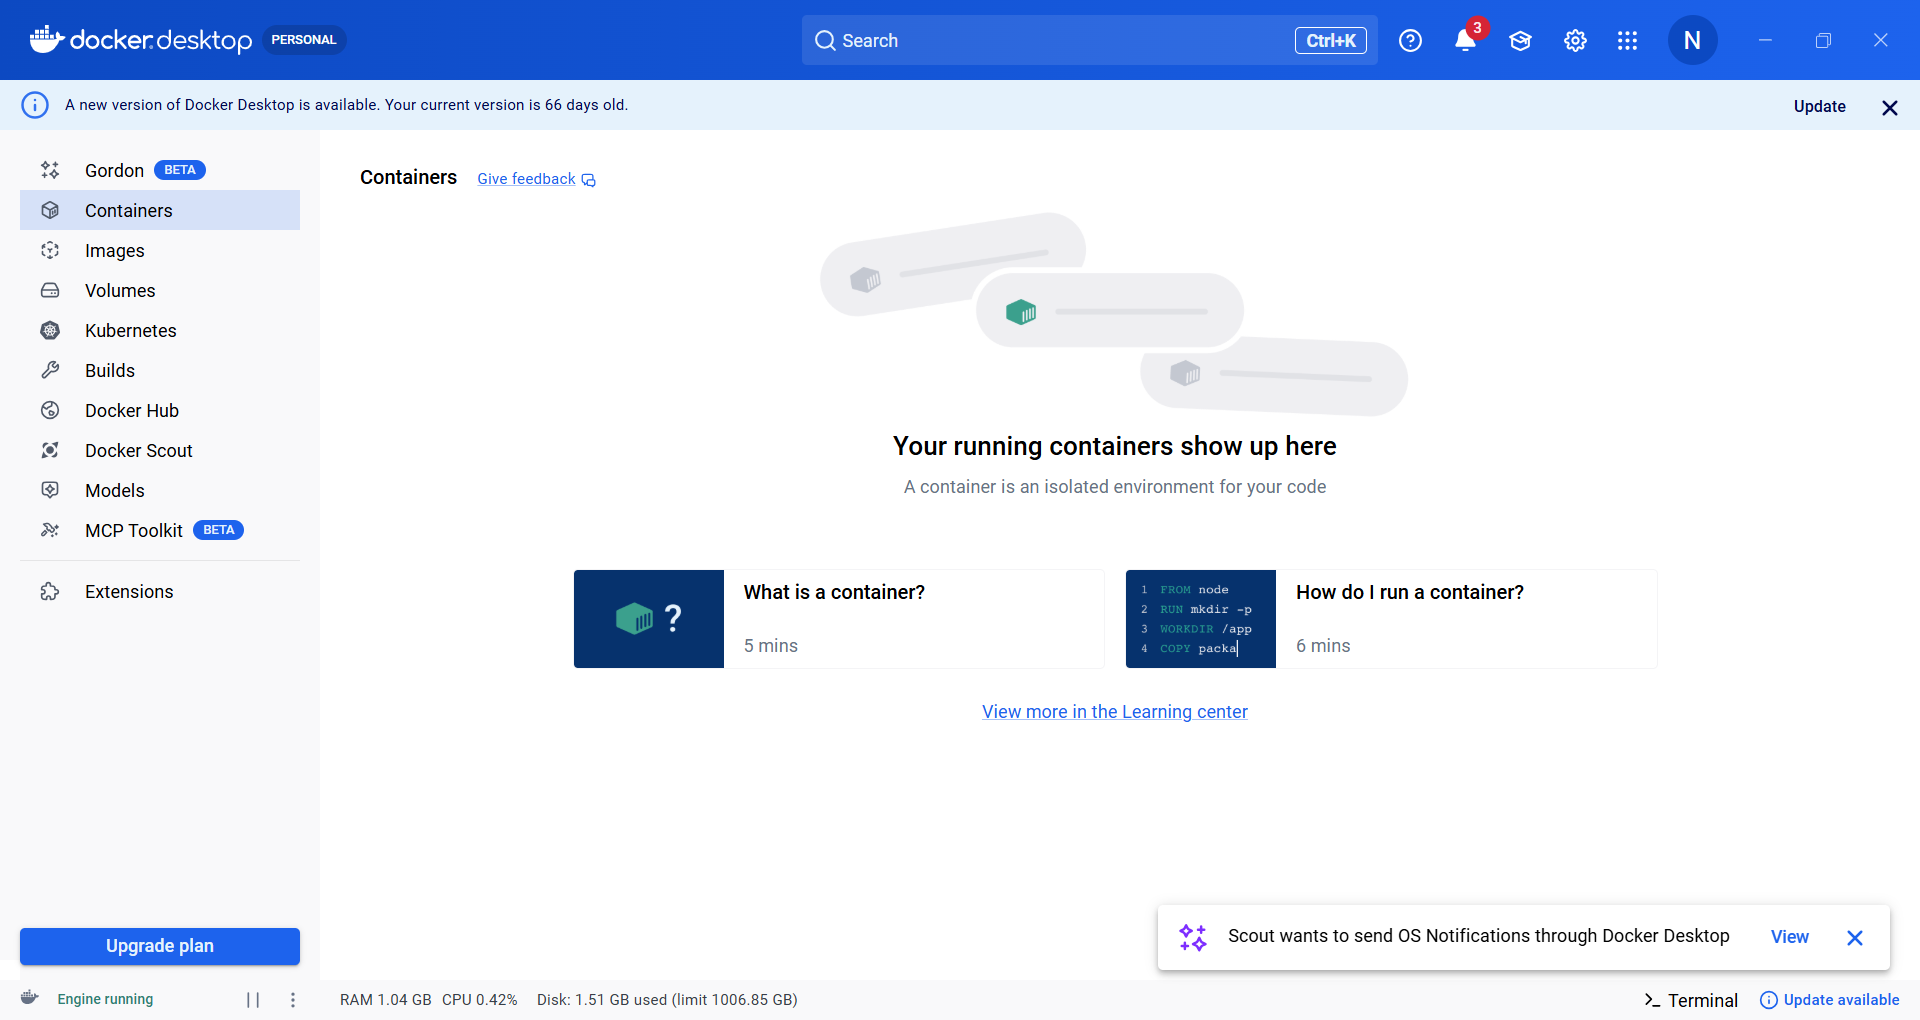 docker.desktop PERSONAL
Search Ctrl+K
3
N
A new version of Docker Desktop is available. Your current version is 66 days old.
Update
Gordon BETA
Containers
Images
Volumes
Kubernetes
Builds
Docker Hub
Docker Scout
Models
MCP Toolkit BETA
Extensions
Upgrade plan
Containers Give feedback
Your running containers show up here
A container is an isolated environment for your code
?
What is a container?
5 mins
1 FROM node
2 RUN mkdir -p
3 WORKDIR /app
4 COPY packa
How do I run a container?
6 mins
View more in the Learning center
Scout wants to send OS Notifications through Docker Desktop View
Engine running
RAM 1.04 GB CPU 0.42% Disk: 1.51 GB used (limit 1006.85 GB)
Terminal
Update available